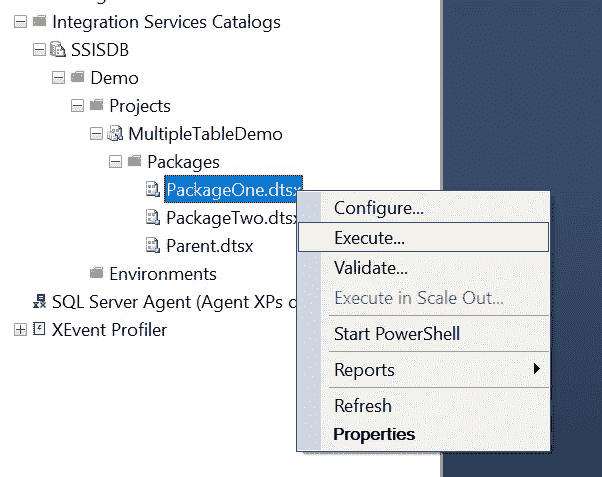 Integration Services Catalogs
SSISDB
Demo
Projects
MultipleTableDemo
Packages
PackageOne.dtsx
PackageTwo.dtsx
Parent.dtsx
Environments
SQL Server Agent (Agent XPs d
XEvent Profiler
Configure...
Execute...
Validate...
Execute in Scale Out...
Start PowerShell
Reports
Refresh
Properties